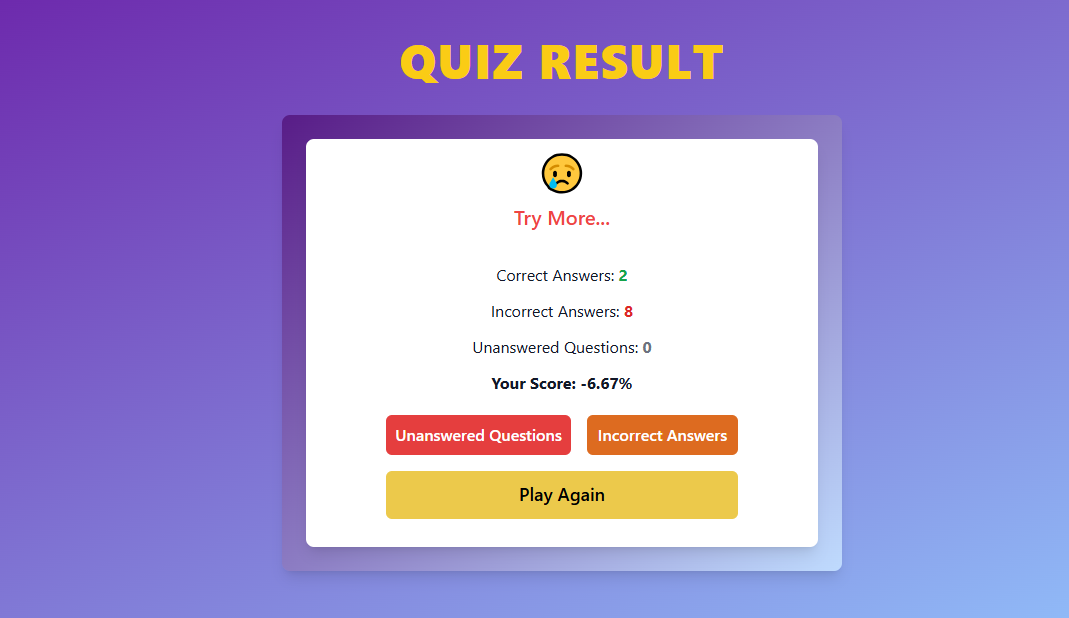 QUIZ RESULT
Try More...
Correct Answers: 2
Incorrect Answers: 8
Unanswered Questions: 0
Your Score: -6.67%
Unanswered Questions
Incorrect Answers
Play Again